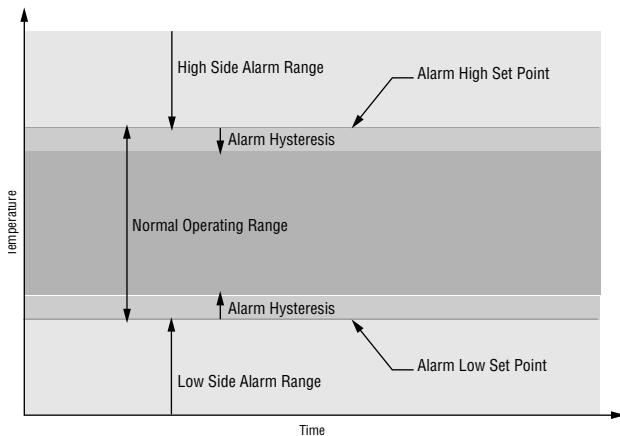 High Side Alarm Range
Alarm High Set Point
Alarm Hysteresis
Temperature
Normal Operating Range
Alarm Hysteresis
Alarm Low Set Point
Low Side Alarm Range
Time